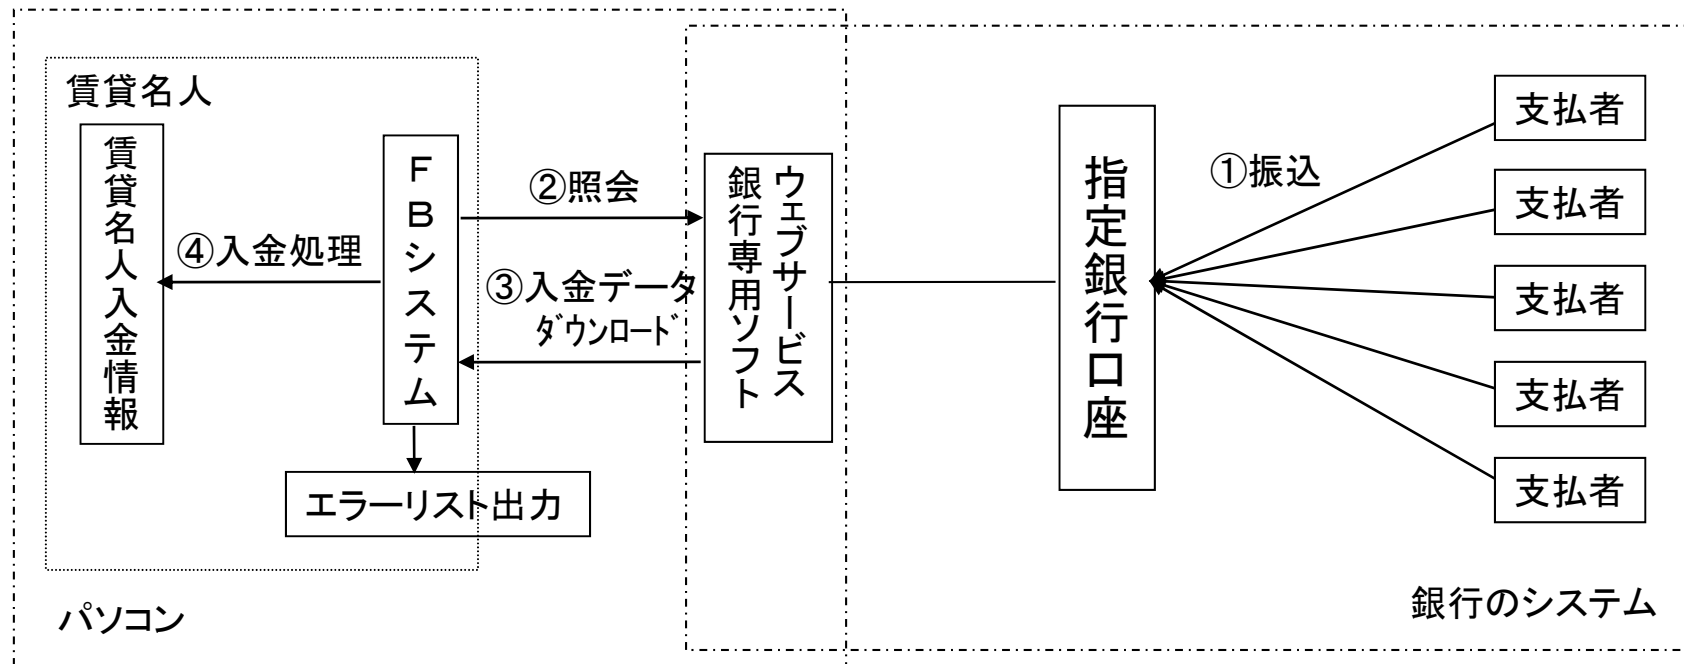 賃貸名人
賃貸名人入金情報
FBシステム
④入金処理
②照会
③入金データ
ダウンロード
ウェブサービス
銀行専用ソフト
エラーリスト出力
パソコン
指定銀行口座
①振込
支払者
支払者
支払者
支払者
支払者
銀行のシステム